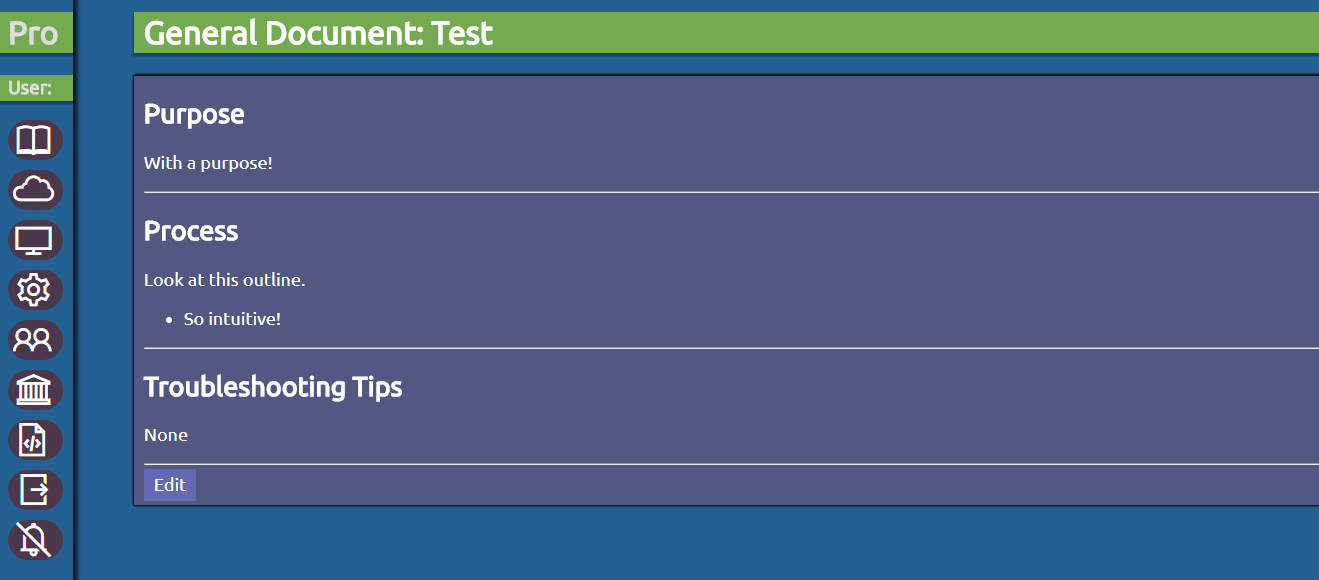 Pro
User:
General Document: Test
Purpose
With a purpose!
Process
Look at this outline.
• So intuitive!
Troubleshooting Tips
None
Edit